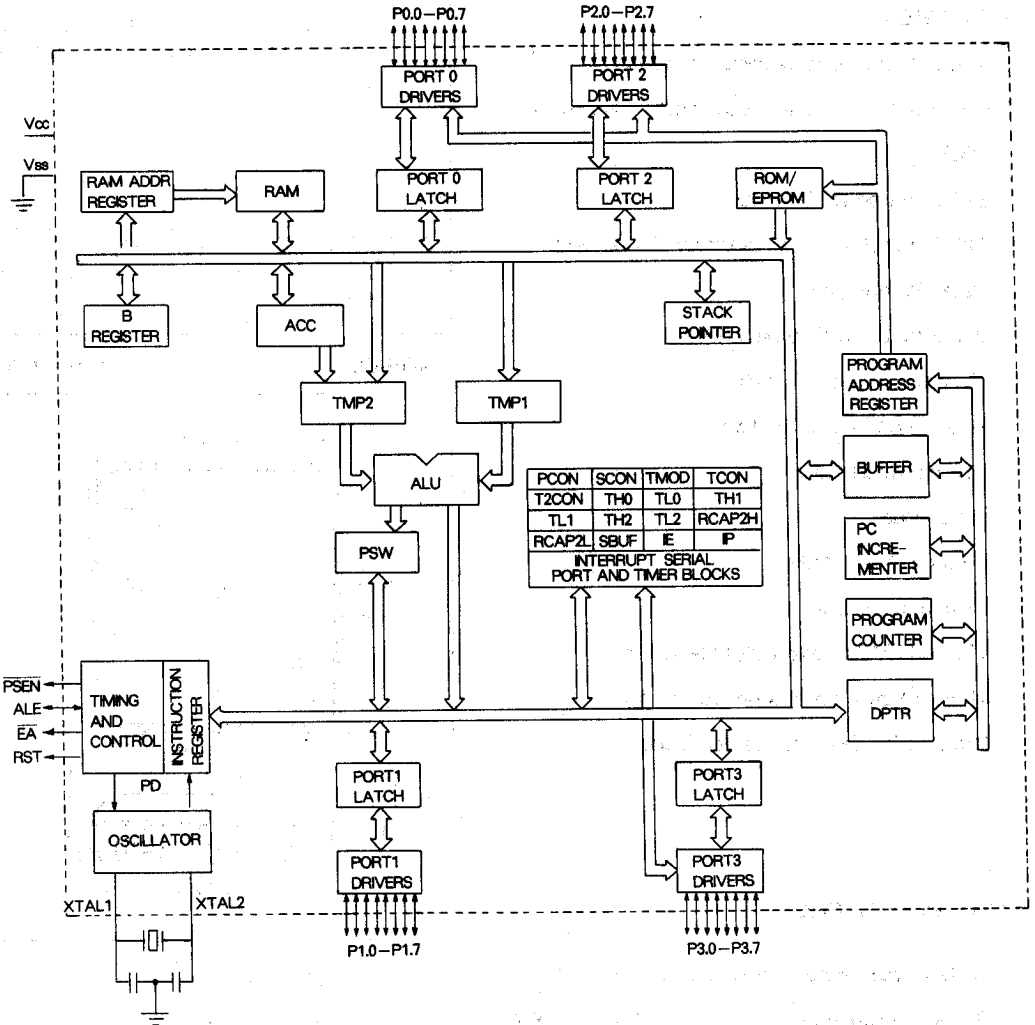 P0.0–P0.7
P2.0–P2.7
PORT 0
DRIVERS
PORT 2
DRIVERS
Vcc
Vss
RAM ADDR
REGISTER
RAM
PORT 0
LATCH
PORT 2
LATCH
ROM/
EPROM
B
REGISTER
ACC
STACK
POINTER
PROGRAM
ADDRESS
REGISTER
TMP2
TMP1
ALU
BUFFER
PCON SCON TMOD TCON
T2CON TH0 TL0 TH1
TL1 TH2 TL2 RCAP2H
RCAP2L SBUF IE IP
INTERRUPT SERIAL
PORT AND TIMER BLOCKS
PSW
PC
INCRE-
MENTER
PROGRAM
COUNTER
PSEN
ALE
EA
RST
TIMING
AND
CONTROL
INSTRUCTION
REGISTER
DPTR
PD
OSCILLATOR
PORT1
LATCH
PORT3
LATCH
PORT1
DRIVERS
PORT3
DRIVERS
XTAL1
XTAL2
P1.0–P1.7
P3.0–P3.7